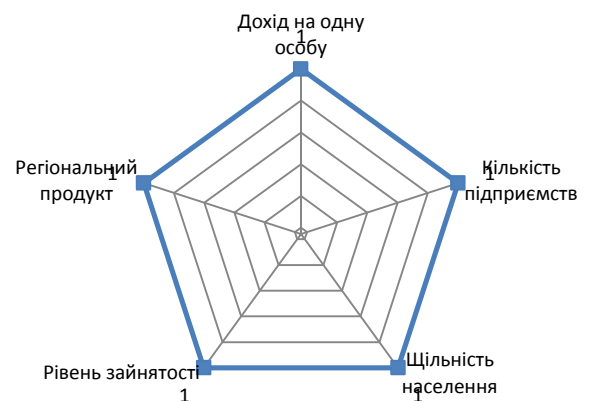 Дохід на одну
особу
1
Кількість
підприємств
1
Щільність
населення
1
Рівень зайнятості
1
Регіональний
продукт
1